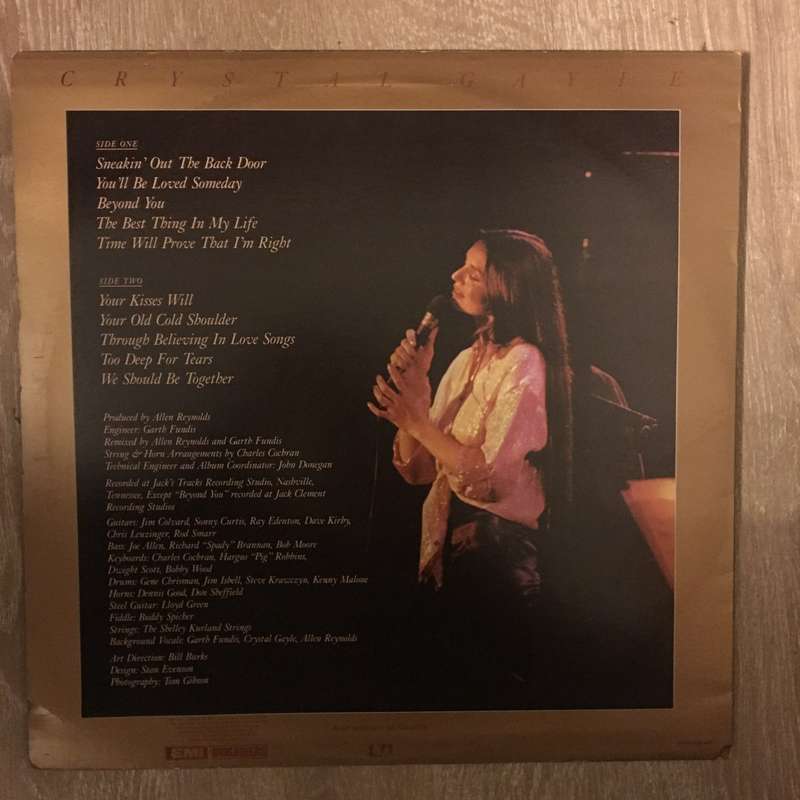 CRYSTAL GAYLE
SIDE ONE
Sneakin' Out The Back Door
You'll Be Loved Someday
Beyond You
The Best Thing In My Life
Time Will Prove That I'm Right
SIDE TWO
Your Kisses Will
Your Old Cold Shoulder
Through Believing In Love Songs
Too Deep For Tears
We Should Be Together
Produced by Allen Reynolds
Engineer: Garth Fundis
Remixed by Allen Reynolds and Garth Fundis
String & Horn Arrangements by Charles Cochran
Technical Engineer and Album Coordinator: John Donegan
Recorded at Jack's Tracks Recording Studio, Nashville,
Tennessee, Except "Beyond You" recorded at Jack Clement
Recording Studios
Guitars: Jim Colvard, Sonny Curtis, Ray Edenton, Dave Kirby,
Chris Leuzinger, Rod Smarr
Bass: Joe Allen, Richard "Spady" Brannan, Bob Moore
Keyboards: Charles Cochran, Hargus "Pig" Robbins,
Dwight Scott, Bobby Wood
Drums: Gene Chrisman, Jim Isbell, Steve Krawczyn, Kenny Malone
Horns: Dennis Good, Don Sheffield
Steel Guitar: Lloyd Green
Fiddle: Buddy Spicher
Strings: The Shelley Kurland Strings
Background Vocals: Garth Fundis, Crystal Gayle, Allen Reynolds
Art Direction: Bill Burks
Design: Stan Evenson
Photography: Tom Gibson
EMI